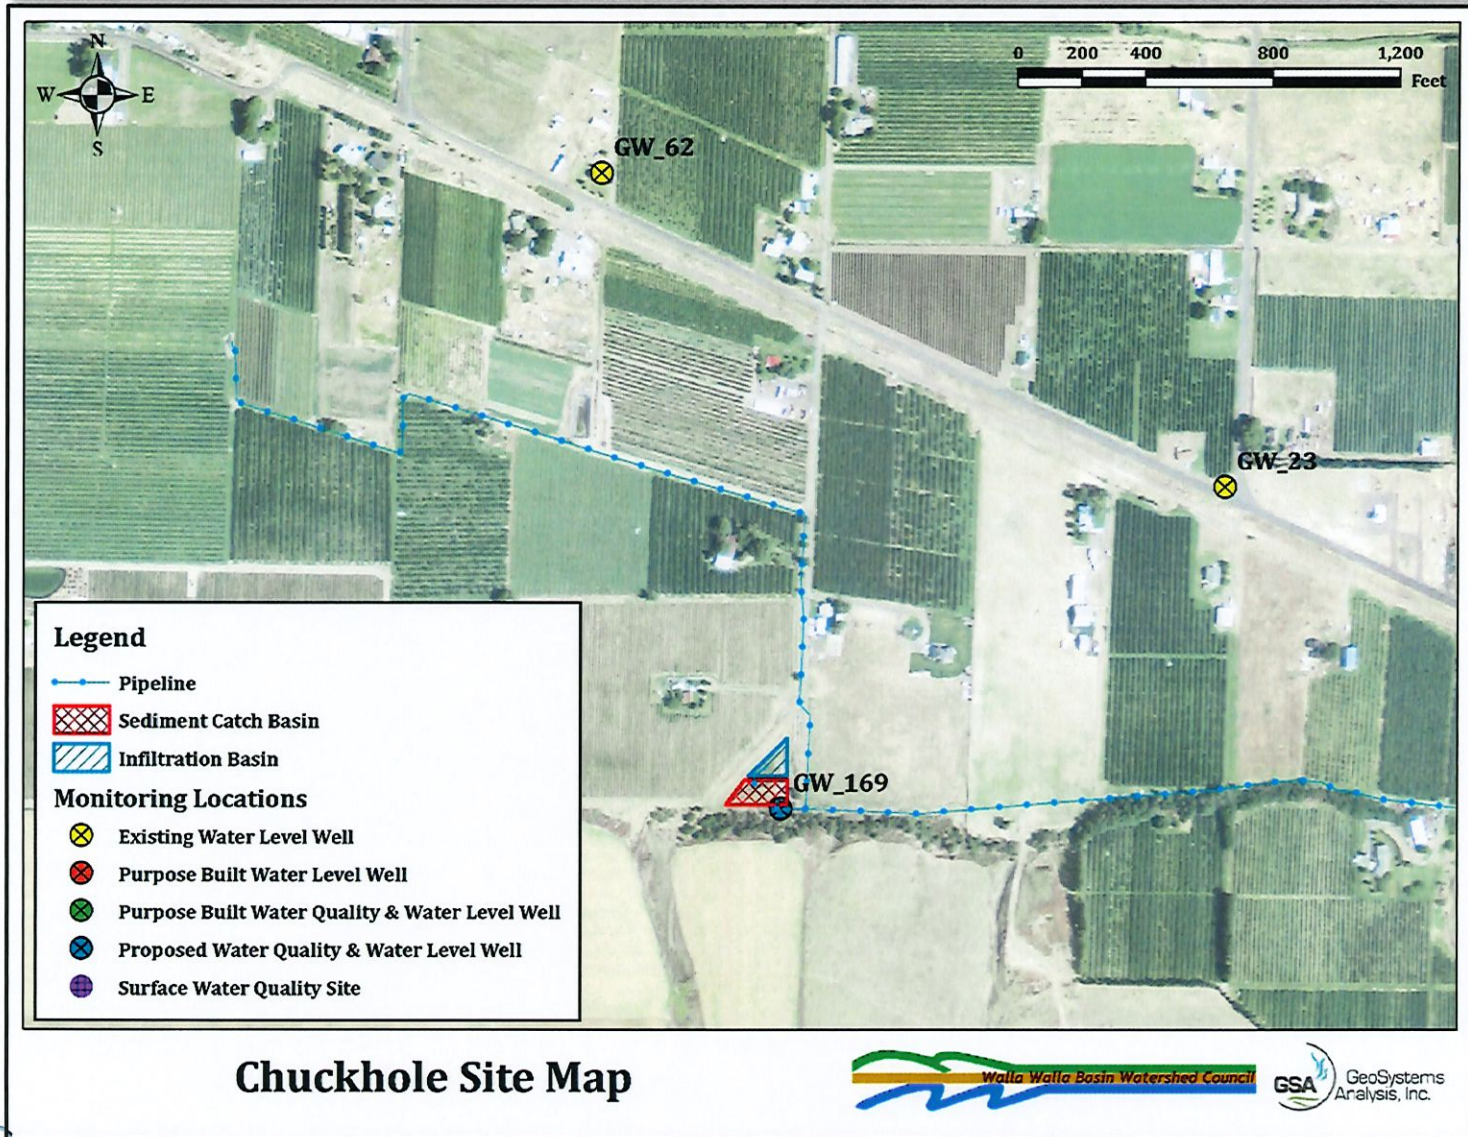 N
W E
S
0 200 400 800 1,200
Feet
GW_62
GW_23
GW_169
Legend
Pipeline
Sediment Catch Basin
Infiltration Basin
Monitoring Locations
Existing Water Level Well
Purpose Built Water Level Well
Purpose Built Water Quality & Water Level Well
Proposed Water Quality & Water Level Well
Surface Water Quality Site
Chuckhole Site Map
Walla Walla Basin Watershed Council
GSA
GeoSystems
Analysis, Inc.